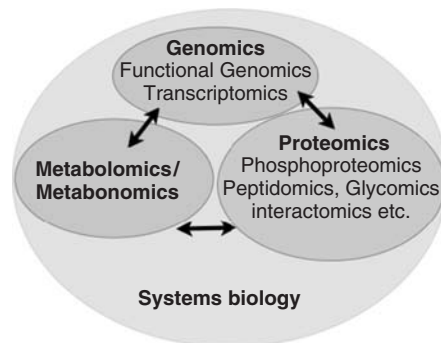 Genomics
Functional Genomics
Transcriptomics
Metabolomics/
Metabonomics
Proteomics
Phosphoproteomics
Peptidomics, Glycomics
interactomics etc.
Systems biology